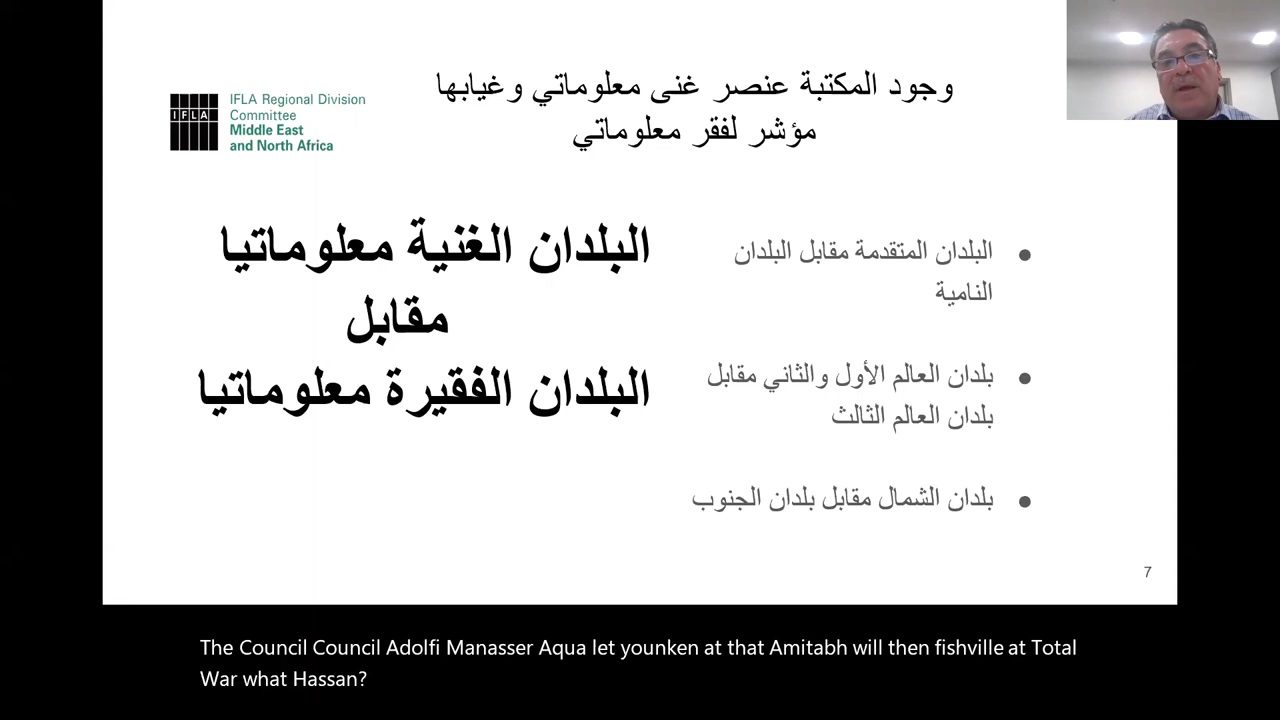 وجود المكتبة عنصر غنى معلوماتي وغيابها
مؤشر لفقر معلوماتي
IFLA
IFLA Regional Division
Committee
Middle East
and North Africa
البلدان المتقدمة مقابل البلدان
النامية
بلدان العالم الأول والثاني مقابل
بلدان العالم الثالث
بلدان الشمال مقابل بلدان الجنوب
البلدان الغنية معلوماتيا
مقابل
البلدان الفقيرة معلوماتيا
7
The Council Council Adolfi Manasser Aqua let younken at that Amitabh will then fishville at Total
War what Hassan?